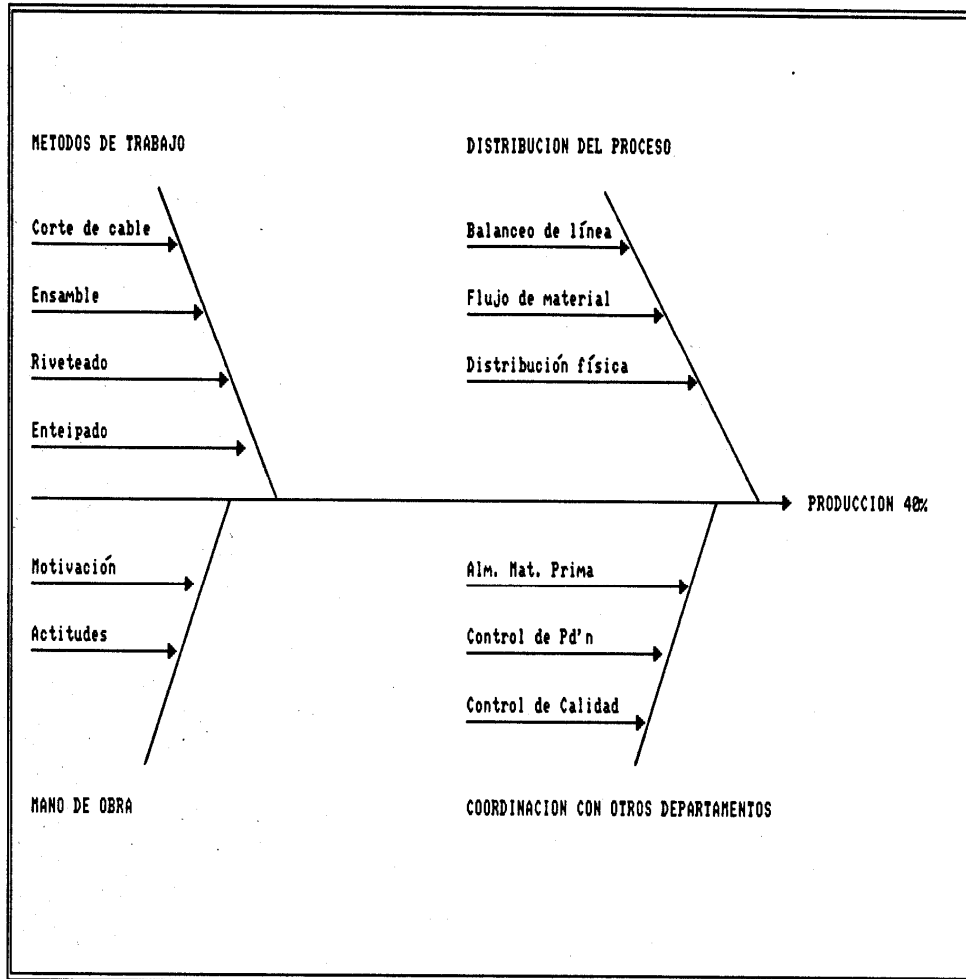 METODOS DE TRABAJO
Corte de cable
Ensamble
Riveteado
Enteipado
DISTRIBUCION DEL PROCESO
Balanceo de línea
Flujo de material
Distribución física
PRODUCCION 40%
Motivación
Actitudes
MANO DE OBRA
Alm. Mat. Prima
Control de Pd'n
Control de Calidad
COORDINACION CON OTROS DEPARTAMENTOS